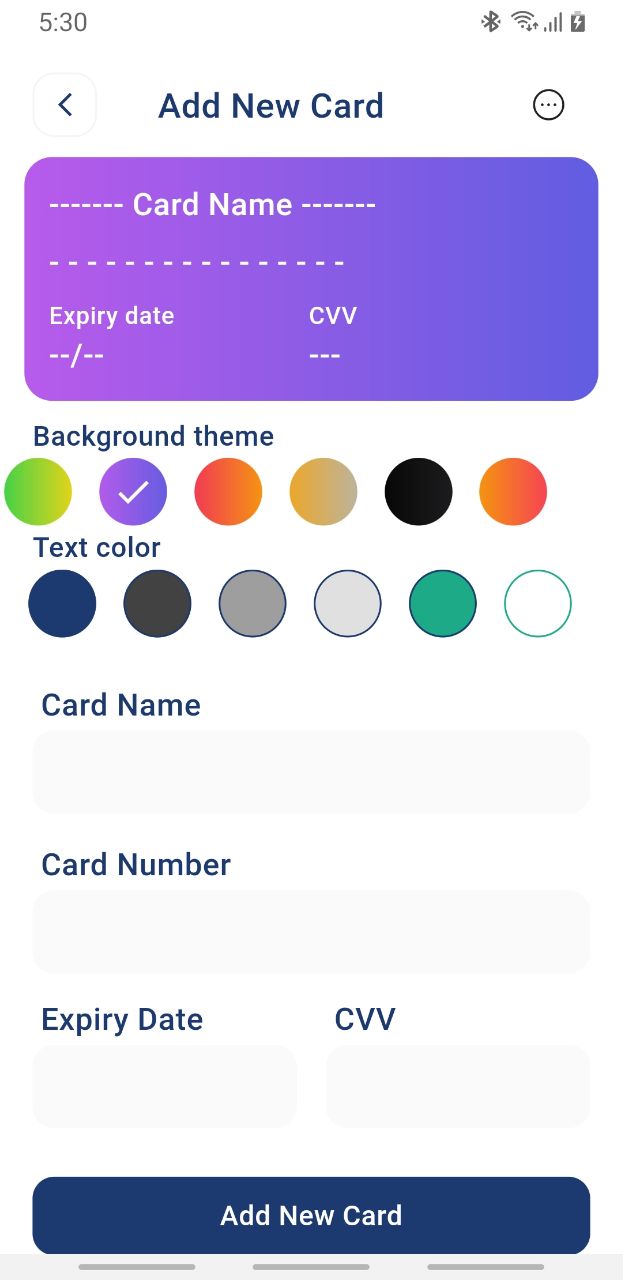 5:30
Add New Card
------- Card Name -------
- - - - - - - - - - - - - - - -
Expiry date CVV
--/-- ---
Background theme
Text color
Card Name
Card Number
Expiry Date CVV
Add New Card